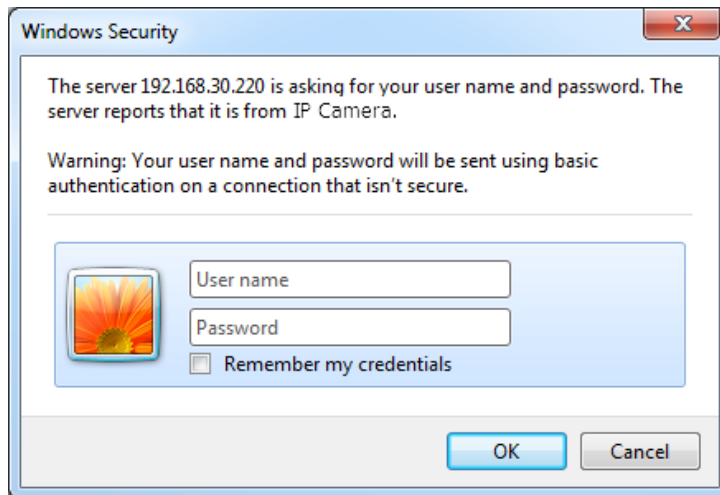 Windows Security
The server 192.168.30.220 is asking for your user name and password. The
server reports that it is from IP Camera.
Warning: Your user name and password will be sent using basic
authentication on a connection that isn't secure.
User name
Password
Remember my credentials
OK
Cancel